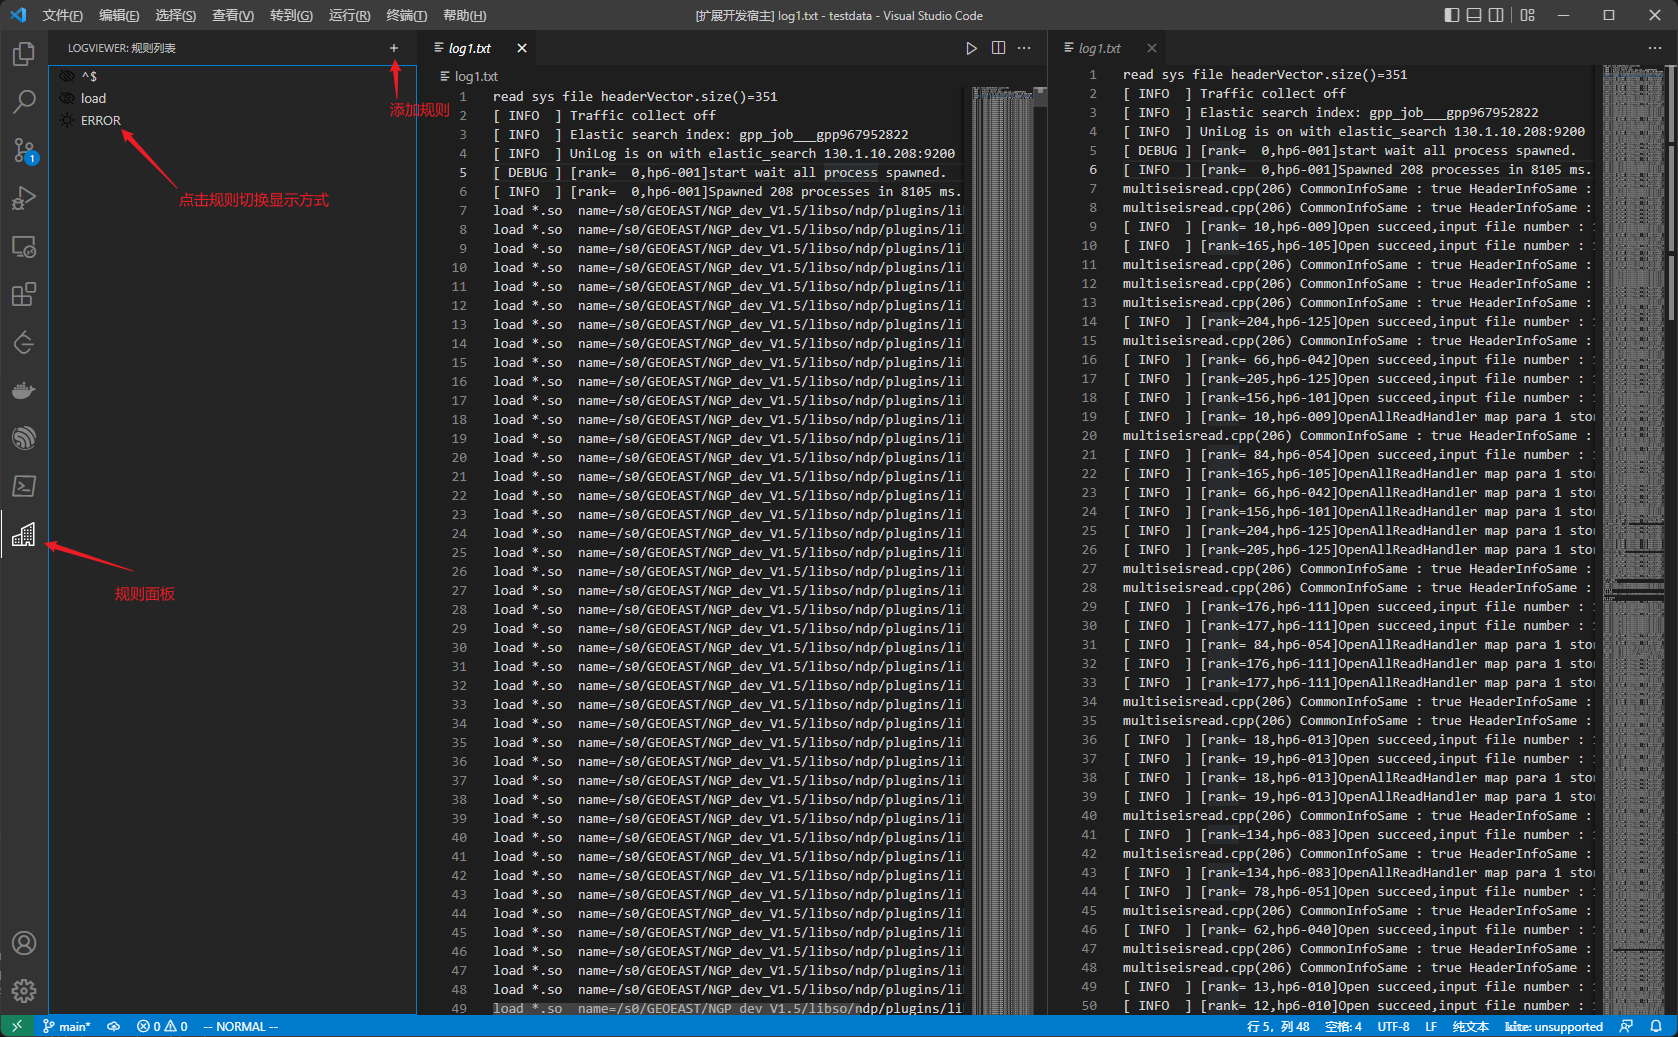 文件(F) 编辑(E) 选择(S) 查看(V) 转到(G) 运行(R) 终端(T) 帮助(H) [扩展开发宿主] log1.txt - testdata - Visual Studio Code
LOGVIEWER: 规则列表
^$
load
ERROR
添加规则
点击规则切换显示方式
规则面板
1
log1.txt
log1.txt
1 read sys file headerVector.size()=351
2 [ INFO ] Traffic collect off
3 [ INFO ] Elastic search index: gpp_job___gpp967952822
4 [ INFO ] UniLog is on with elastic_search 130.1.10.208:9200
5 [ DEBUG ] [rank= 0,hp6-001]start wait all process spawned.
6 [ INFO ] [rank= 0,hp6-001]Spawned 208 processes in 8105 ms.
7 load *.so name=/s0/GEOEAST/NGP_dev_V1.5/libso/ndp/plugins/li
8 load *.so name=/s0/GEOEAST/NGP_dev_V1.5/libso/ndp/plugins/li
9 load *.so name=/s0/GEOEAST/NGP_dev_V1.5/libso/ndp/plugins/li
10 load *.so name=/s0/GEOEAST/NGP_dev_V1.5/libso/ndp/plugins/li
11 load *.so name=/s0/GEOEAST/NGP_dev_V1.5/libso/ndp/plugins/li
12 load *.so name=/s0/GEOEAST/NGP_dev_V1.5/libso/ndp/plugins/li
13 load *.so name=/s0/GEOEAST/NGP_dev_V1.5/libso/ndp/plugins/li
14 load *.so name=/s0/GEOEAST/NGP_dev_V1.5/libso/ndp/plugins/li
15 load *.so name=/s0/GEOEAST/NGP_dev_V1.5/libso/ndp/plugins/li
16 load *.so name=/s0/GEOEAST/NGP_dev_V1.5/libso/ndp/plugins/li
17 load *.so name=/s0/GEOEAST/NGP_dev_V1.5/libso/ndp/plugins/li
18 load *.so name=/s0/GEOEAST/NGP_dev_V1.5/libso/ndp/plugins/li
19 load *.so name=/s0/GEOEAST/NGP_dev_V1.5/libso/ndp/plugins/li
20 load *.so name=/s0/GEOEAST/NGP_dev_V1.5/libso/ndp/plugins/li
21 load *.so name=/s0/GEOEAST/NGP_dev_V1.5/libso/ndp/plugins/li
22 load *.so name=/s0/GEOEAST/NGP_dev_V1.5/libso/ndp/plugins/li
23 load *.so name=/s0/GEOEAST/NGP_dev_V1.5/libso/ndp/plugins/li
24 load *.so name=/s0/GEOEAST/NGP_dev_V1.5/libso/ndp/plugins/li
25 load *.so name=/s0/GEOEAST/NGP_dev_V1.5/libso/ndp/plugins/li
26 load *.so name=/s0/GEOEAST/NGP_dev_V1.5/libso/ndp/plugins/li
27 load *.so name=/s0/GEOEAST/NGP_dev_V1.5/libso/ndp/plugins/li
28 load *.so name=/s0/GEOEAST/NGP_dev_V1.5/libso/ndp/plugins/li
29 load *.so name=/s0/GEOEAST/NGP_dev_V1.5/libso/ndp/plugins/li
30 load *.so name=/s0/GEOEAST/NGP_dev_V1.5/libso/ndp/plugins/li
31 load *.so name=/s0/GEOEAST/NGP_dev_V1.5/libso/ndp/plugins/li
32 load *.so name=/s0/GEOEAST/NGP_dev_V1.5/libso/ndp/plugins/li
33 load *.so name=/s0/GEOEAST/NGP_dev_V1.5/libso/ndp/plugins/li
34 load *.so name=/s0/GEOEAST/NGP_dev_V1.5/libso/ndp/plugins/li
35 load *.so name=/s0/GEOEAST/NGP_dev_V1.5/libso/ndp/plugins/li
36 load *.so name=/s0/GEOEAST/NGP_dev_V1.5/libso/ndp/plugins/li
37 load *.so name=/s0/GEOEAST/NGP_dev_V1.5/libso/ndp/plugins/li
38 load *.so name=/s0/GEOEAST/NGP_dev_V1.5/libso/ndp/plugins/li
39 load *.so name=/s0/GEOEAST/NGP_dev_V1.5/libso/ndp/plugins/li
40 load *.so name=/s0/GEOEAST/NGP_dev_V1.5/libso/ndp/plugins/li
41 load *.so name=/s0/GEOEAST/NGP_dev_V1.5/libso/ndp/plugins/li
42 load *.so name=/s0/GEOEAST/NGP_dev_V1.5/libso/ndp/plugins/li
43 load *.so name=/s0/GEOEAST/NGP_dev_V1.5/libso/ndp/plugins/li
44 load *.so name=/s0/GEOEAST/NGP_dev_V1.5/libso/ndp/plugins/li
45 load *.so name=/s0/GEOEAST/NGP_dev_V1.5/libso/ndp/plugins/li
46 load *.so name=/s0/GEOEAST/NGP_dev_V1.5/libso/ndp/plugins/li
47 load *.so name=/s0/GEOEAST/NGP_dev_V1.5/libso/ndp/plugins/li
48 load *.so name=/s0/GEOEAST/NGP_dev_V1.5/libso/ndp/plugins/li
49 load *.so name=/s0/GEOEAST/NGP_dev_V1.5/libso/ndp/plugins/li
log1.txt
1 read sys file headerVector.size()=351
2 [ INFO ] Traffic collect off
3 [ INFO ] Elastic search index: gpp_job___gpp967952822
4 [ INFO ] UniLog is on with elastic_search 130.1.10.208:9200
5 [ DEBUG ] [rank= 0,hp6-001]start wait all process spawned.
6 [ INFO ] [rank= 0,hp6-001]Spawned 208 processes in 8105 ms.
7 multiseisread.cpp(206) CommonInfoSame : true HeaderInfoSame :
8 multiseisread.cpp(206) CommonInfoSame : true HeaderInfoSame :
9 [ INFO ] [rank= 10,hp6-009]Open succeed,input file number :
10 [ INFO ] [rank=165,hp6-105]Open succeed,input file number :
11 multiseisread.cpp(206) CommonInfoSame : true HeaderInfoSame :
12 multiseisread.cpp(206) CommonInfoSame : true HeaderInfoSame :
13 multiseisread.cpp(206) CommonInfoSame : true HeaderInfoSame :
14 [ INFO ] [rank=204,hp6-125]Open succeed,input file number :
15 multiseisread.cpp(206) CommonInfoSame : true HeaderInfoSame :
16 [ INFO ] [rank= 66,hp6-042]Open succeed,input file number :
17 [ INFO ] [rank=205,hp6-125]Open succeed,input file number :
18 [ INFO ] [rank=156,hp6-101]Open succeed,input file number :
19 [ INFO ] [rank= 10,hp6-009]OpenAllReadHandler map para 1 sto
20 multiseisread.cpp(206) CommonInfoSame : true HeaderInfoSame :
21 [ INFO ] [rank= 84,hp6-054]Open succeed,input file number :
22 [ INFO ] [rank=165,hp6-105]OpenAllReadHandler map para 1 sto
23 [ INFO ] [rank= 66,hp6-042]OpenAllReadHandler map para 1 sto
24 [ INFO ] [rank=156,hp6-101]OpenAllReadHandler map para 1 sto
25 [ INFO ] [rank=204,hp6-125]OpenAllReadHandler map para 1 sto
26 [ INFO ] [rank=205,hp6-125]OpenAllReadHandler map para 1 sto
27 multiseisread.cpp(206) CommonInfoSame : true HeaderInfoSame :
28 multiseisread.cpp(206) CommonInfoSame : true HeaderInfoSame :
29 [ INFO ] [rank=176,hp6-111]Open succeed,input file number :
30 [ INFO ] [rank=177,hp6-111]Open succeed,input file number :
31 [ INFO ] [rank= 84,hp6-054]OpenAllReadHandler map para 1 sto
32 [ INFO ] [rank=176,hp6-111]OpenAllReadHandler map para 1 sto
33 [ INFO ] [rank=177,hp6-111]OpenAllReadHandler map para 1 sto
34 multiseisread.cpp(206) CommonInfoSame : true HeaderInfoSame :
35 multiseisread.cpp(206) CommonInfoSame : true HeaderInfoSame :
36 [ INFO ] [rank= 18,hp6-013]Open succeed,input file number :
37 [ INFO ] [rank= 19,hp6-013]Open succeed,input file number :
38 [ INFO ] [rank= 18,hp6-013]OpenAllReadHandler map para 1 sto
39 [ INFO ] [rank= 19,hp6-013]OpenAllReadHandler map para 1 sto
40 multiseisread.cpp(206) CommonInfoSame : true HeaderInfoSame :
41 [ INFO ] [rank=134,hp6-083]Open succeed,input file number :
42 multiseisread.cpp(206) CommonInfoSame : true HeaderInfoSame :
43 [ INFO ] [rank=134,hp6-083]OpenAllReadHandler map para 1 sto
44 [ INFO ] [rank= 78,hp6-051]Open succeed,input file number :
45 multiseisread.cpp(206) CommonInfoSame : true HeaderInfoSame :
46 [ INFO ] [rank= 62,hp6-040]Open succeed,input file number :
47 multiseisread.cpp(206) CommonInfoSame : true HeaderInfoSame :
48 multiseisread.cpp(206) CommonInfoSame : true HeaderInfoSame :
49 [ INFO ] [rank= 13,hp6-010]Open succeed,input file number :
50 [ INFO ] [rank= 12,hp6-010]Open succeed,input file number :
main* 0 0 -- NORMAL -- 行 5，列 48 空格: 4 UTF-8 LF 纯文本 kite: unsupported